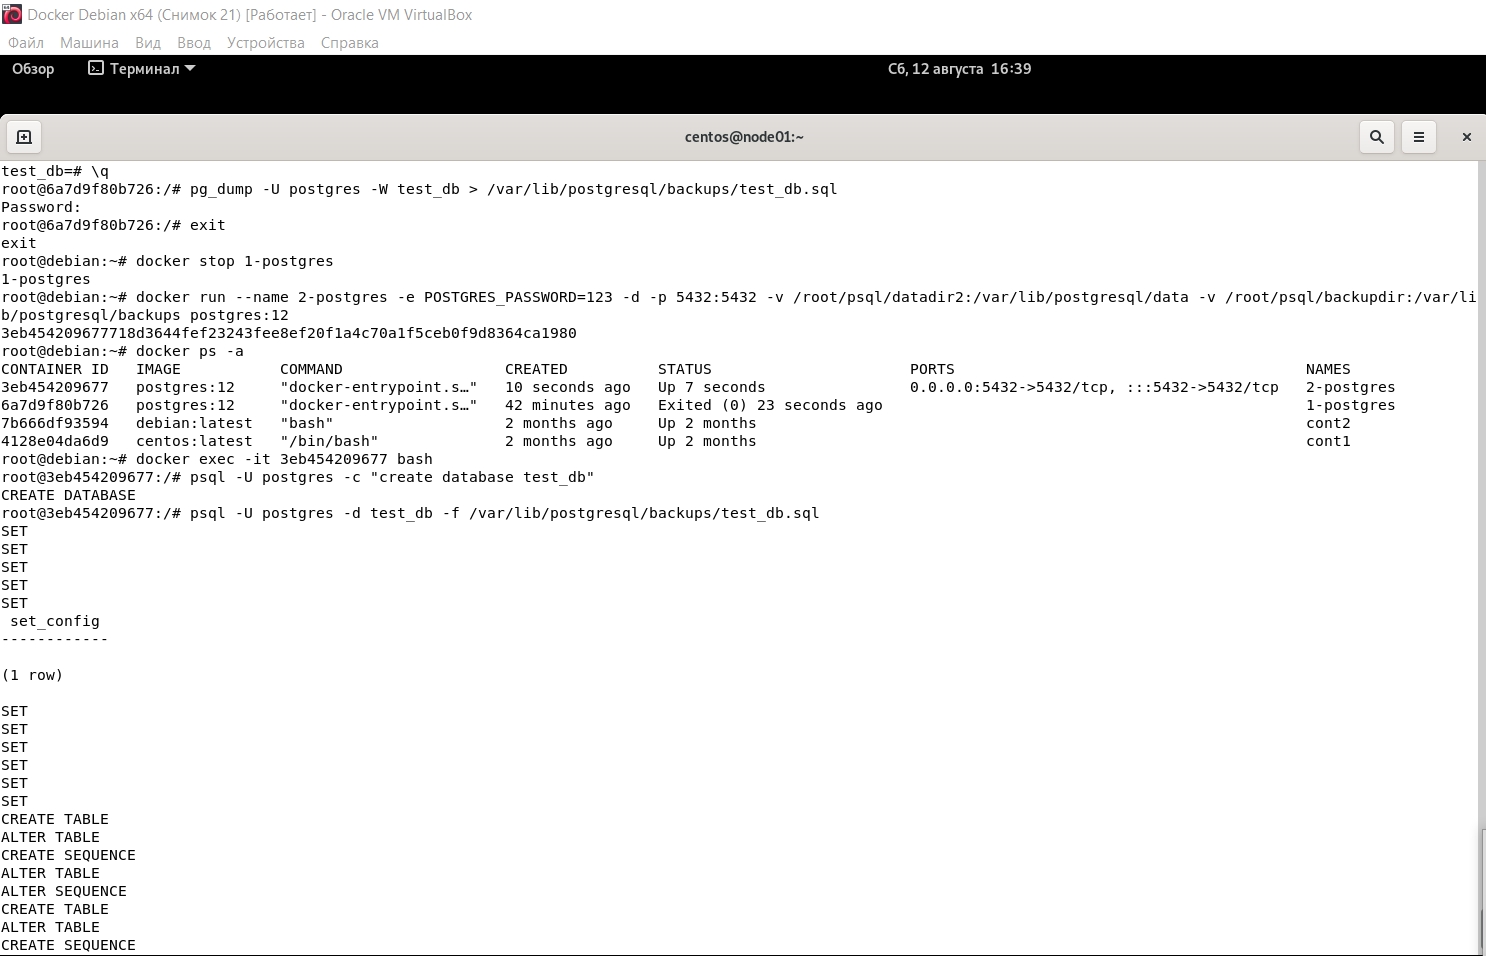 Docker Debian x64 (Снимок 21) [Работает] - Oracle VM VirtualBox
Файл Машина Вид Ввод Устройства Справка
Обзор Терминал Сб, 12 августа 16:39
centos@node01:~
test_db=# \q
root@6a7d9f80b726:/# pg_dump -U postgres -W test_db > /var/lib/postgresql/backups/test_db.sql
Password:
root@6a7d9f80b726:/# exit
exit
root@debian:~# docker stop 1-postgres
1-postgres
root@debian:~# docker run --name 2-postgres -e POSTGRES_PASSWORD=123 -d -p 5432:5432 -v /root/psql/datadir2:/var/lib/postgresql/data -v /root/psql/backupdir:/var/li
b/postgresql/backups postgres:12
3eb454209677718d3644fef23243fee8ef20f1a4c70a1f5ceb0f9d8364ca1980
root@debian:~# docker ps -a
CONTAINER ID   IMAGE           COMMAND                  CREATED          STATUS                      PORTS                                       NAMES
3eb454209677   postgres:12     "docker-entrypoint.s…"   10 seconds ago   Up 7 seconds                0.0.0.0:5432->5432/tcp, :::5432->5432/tcp   2-postgres
6a7d9f80b726   postgres:12     "docker-entrypoint.s…"   42 minutes ago   Exited (0) 23 seconds ago                                               1-postgres
7b666df93594   debian:latest   "bash"                   2 months ago     Up 2 months                                                             cont2
4128e04da6d9   centos:latest   "/bin/bash"              2 months ago     Up 2 months                                                             cont1
root@debian:~# docker exec -it 3eb454209677 bash
root@3eb454209677:/# psql -U postgres -c "create database test_db"
CREATE DATABASE
root@3eb454209677:/# psql -U postgres -d test_db -f /var/lib/postgresql/backups/test_db.sql
SET
SET
SET
SET
SET
 set_config
------------

(1 row)

SET
SET
SET
SET
SET
SET
CREATE TABLE
ALTER TABLE
CREATE SEQUENCE
ALTER TABLE
ALTER SEQUENCE
CREATE TABLE
ALTER TABLE
CREATE SEQUENCE